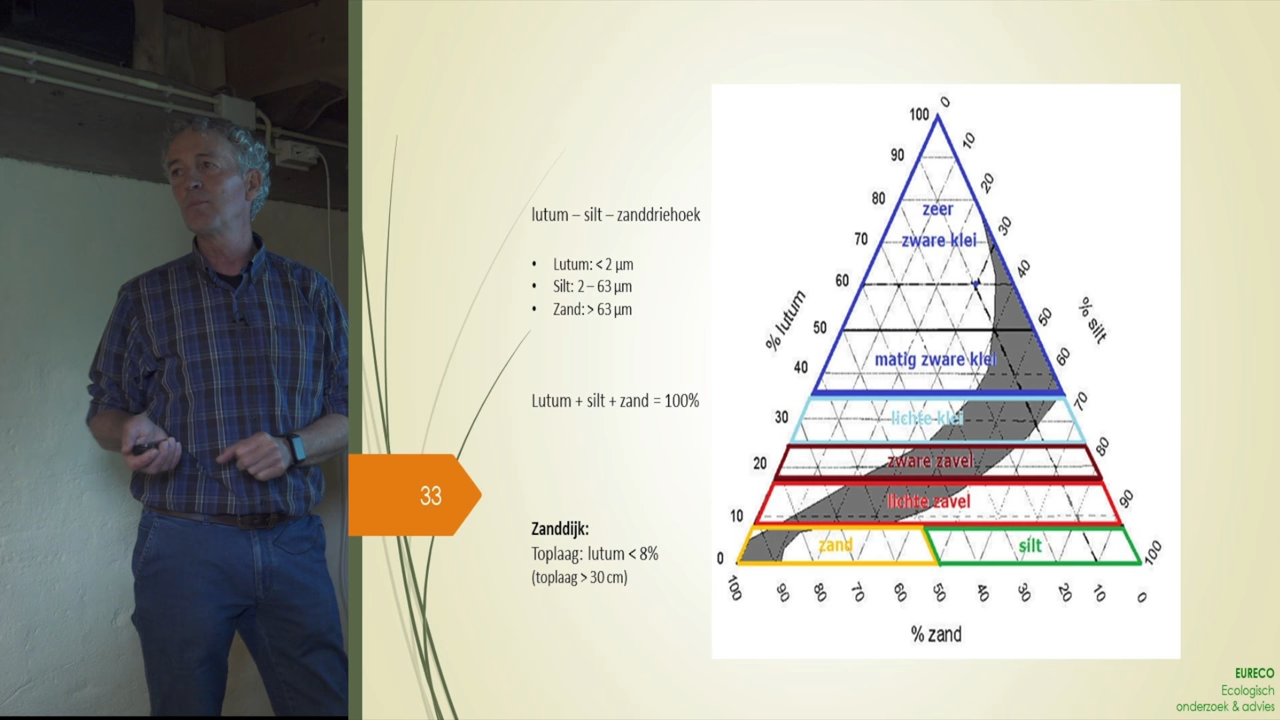 lutum – silt – zanddriehoek
• Lutum: < 2 µm
• Silt: 2 – 63 µm
• Zand: > 63 µm
Lutum + silt + zand = 100%
33
Zanddijk:
Toplaag: lutum < 8%
(toplaag > 30 cm)
% lutum
100
90
80
70
60
50
40
30
20
10
0
% silt
0
10
20
30
40
50
60
70
80
90
100
zeer
zware klei
matig zware klei
lichte klei
zware zavel
lichte zavel
zand
silt
100
90
80
70
60
50
40
30
20
10
0
% zand
EURECO
Ecologisch
onderzoek & advies